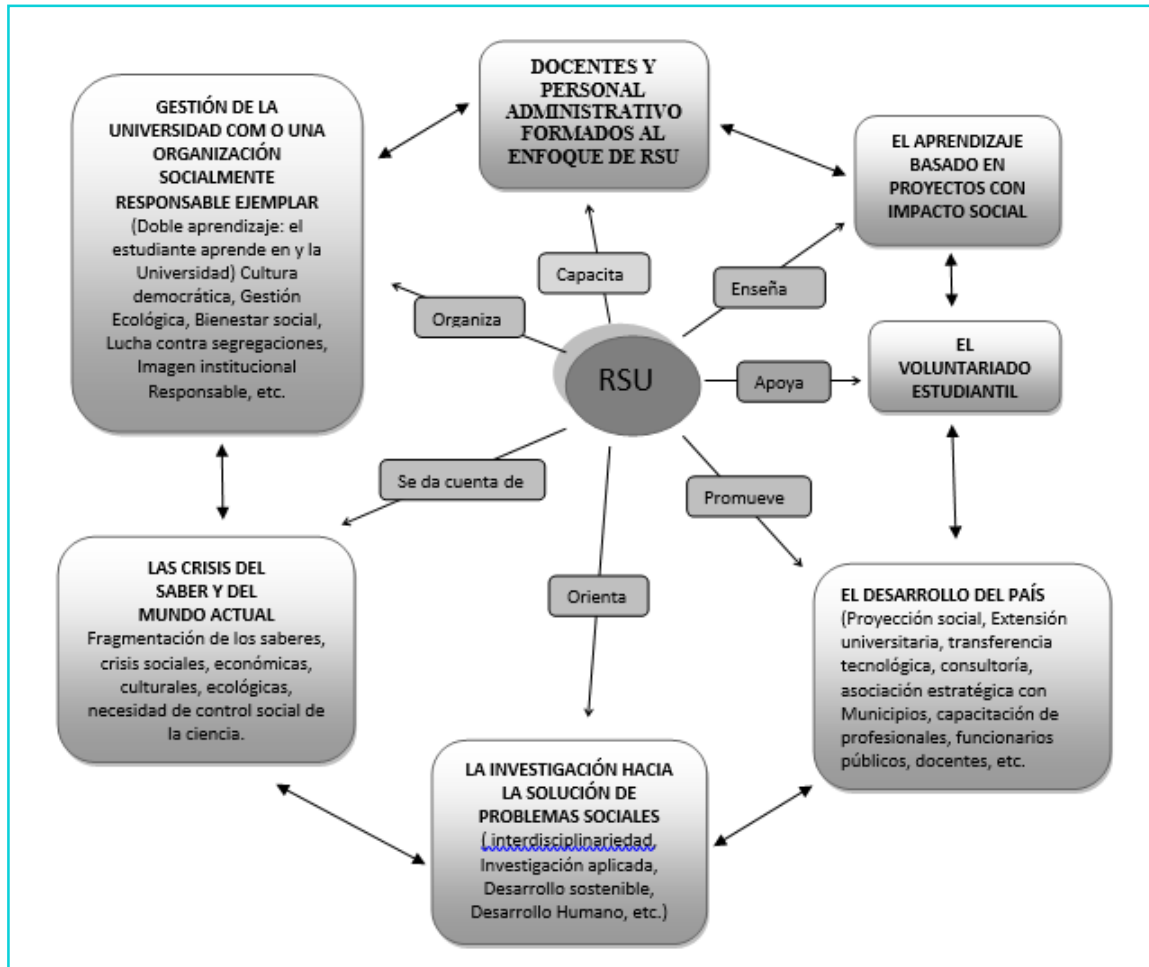 DOCENTES Y
PERSONAL
ADMINISTRATIVO
FORMADOS AL
ENFOQUE DE RSU
GESTIÓN DE LA
UNIVERSIDAD COM O UNA
ORGANIZACIÓN
SOCIALMENTE
RESPONSABLE EJEMPLAR
(Doble aprendizaje: el
estudiante aprende en y la
Universidad) Cultura
democrática, Gestión
Ecológica, Bienestar social,
Lucha contra segregaciones,
Imagen institucional
Responsable, etc.
EL APRENDIZAJE
BASADO EN
PROYECTOS CON
IMPACTO SOCIAL
Capacita
Enseña
Organiza
RSU
Apoya
EL
VOLUNTARIADO
ESTUDIANTIL
Se da cuenta de
Promueve
Orienta
LAS CRISIS DEL
SABER Y DEL
MUNDO ACTUAL
Fragmentación de los saberes,
crisis sociales, económicas,
culturales, ecológicas,
necesidad de control social de
la ciencia.
EL DESARROLLO DEL PAÍS
(Proyección social, Extensión
universitaria, transferencia
tecnológica, consultoría,
asociación estratégica con
Municipios, capacitación de
profesionales, funcionarios
públicos, docentes, etc.
LA INVESTIGACIÓN HACIA
LA SOLUCIÓN DE
PROBLEMAS SOCIALES
( interdisciplinariedad,
Investigación aplicada,
Desarrollo sostenible,
Desarrollo Humano, etc.)